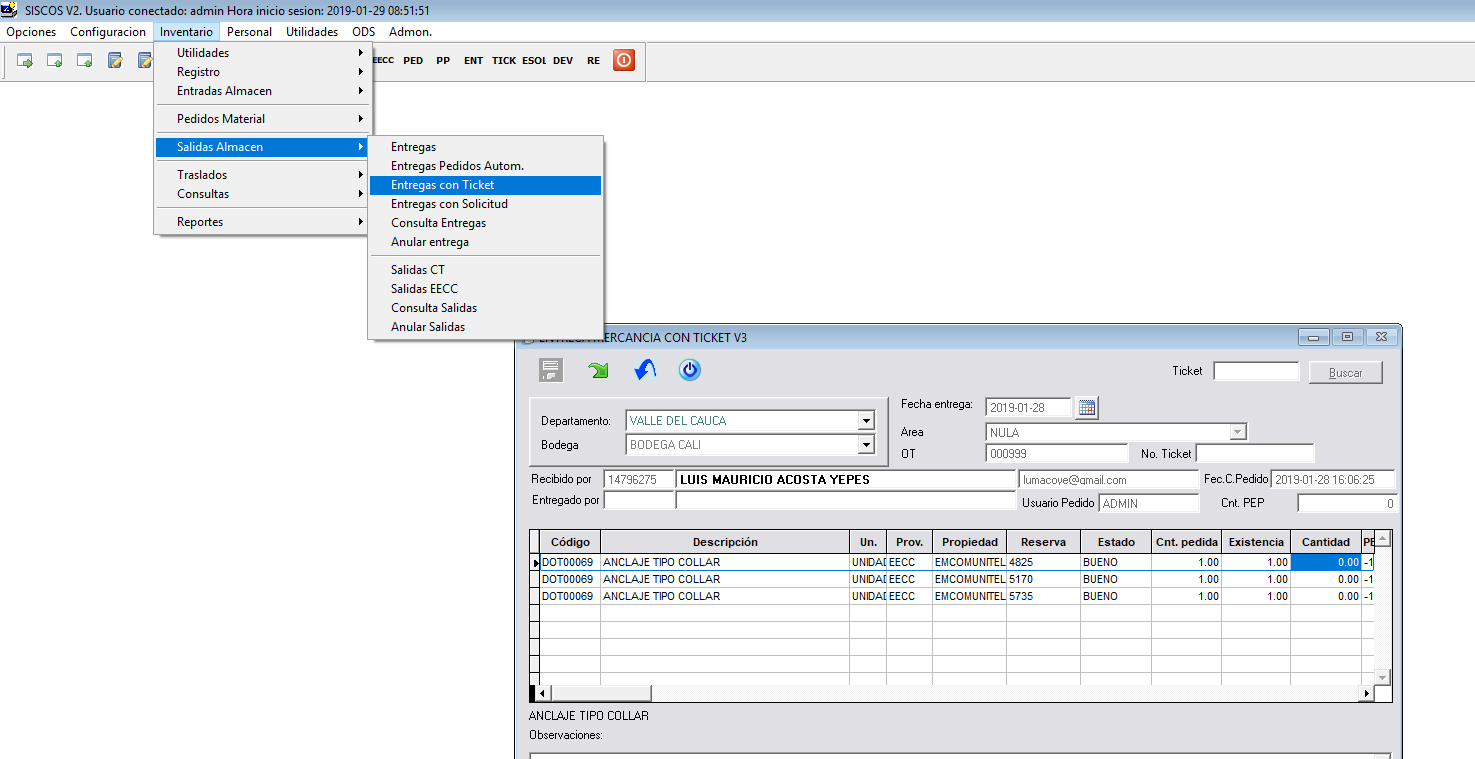 SISCOS V2. Usuario conectado: admin Hora inicio sesion: 2019-01-29 08:51:51
Opciones Configuracion Inventario Personal Utilidades ODS Admon.
EECC PED PP ENT TICK ESOL DEV RE
Utilidades
Registro
Entradas Almacen
Pedidos Material
Salidas Almacen
Traslados
Consultas
Reportes
Entregas
Entregas Pedidos Autom.
Entregas con Ticket
Entregas con Solicitud
Consulta Entregas
Anular entrega
Salidas CT
Salidas EECC
Consulta Salidas
Anular Salidas
ENTREGA MERCANCIA CON TICKET V3
Ticket Buscar
Departamento: VALLE DEL CAUCA
Bodega BODEGA CALI
Fecha entrega: 2019-01-28
Area NULA
OT 000999 No. Ticket
Recibido por 14796275 LUIS MAURICIO ACOSTA YEPES lumacoye@gmail.com Fec.C.Pedido 2019-01-28 16:06:25
Entregado por Usuario Pedido ADMIN Cnt. PEP 0
Código Descripción Un. Prov. Propiedad Reserva Estado Cnt. pedida Existencia Cantidad PE
DOT00069 ANCLAJE TIPO COLLAR UNIDAD EECC EMCOMUNITEL 4825 BUENO 1.00 1.00 0.00 -1
DOT00069 ANCLAJE TIPO COLLAR UNIDAD EECC EMCOMUNITEL 5170 BUENO 1.00 1.00 0.00 -1
DOT00069 ANCLAJE TIPO COLLAR UNIDAD EECC EMCOMUNITEL 5735 BUENO 1.00 1.00 0.00 -1
ANCLAJE TIPO COLLAR
Observaciones: